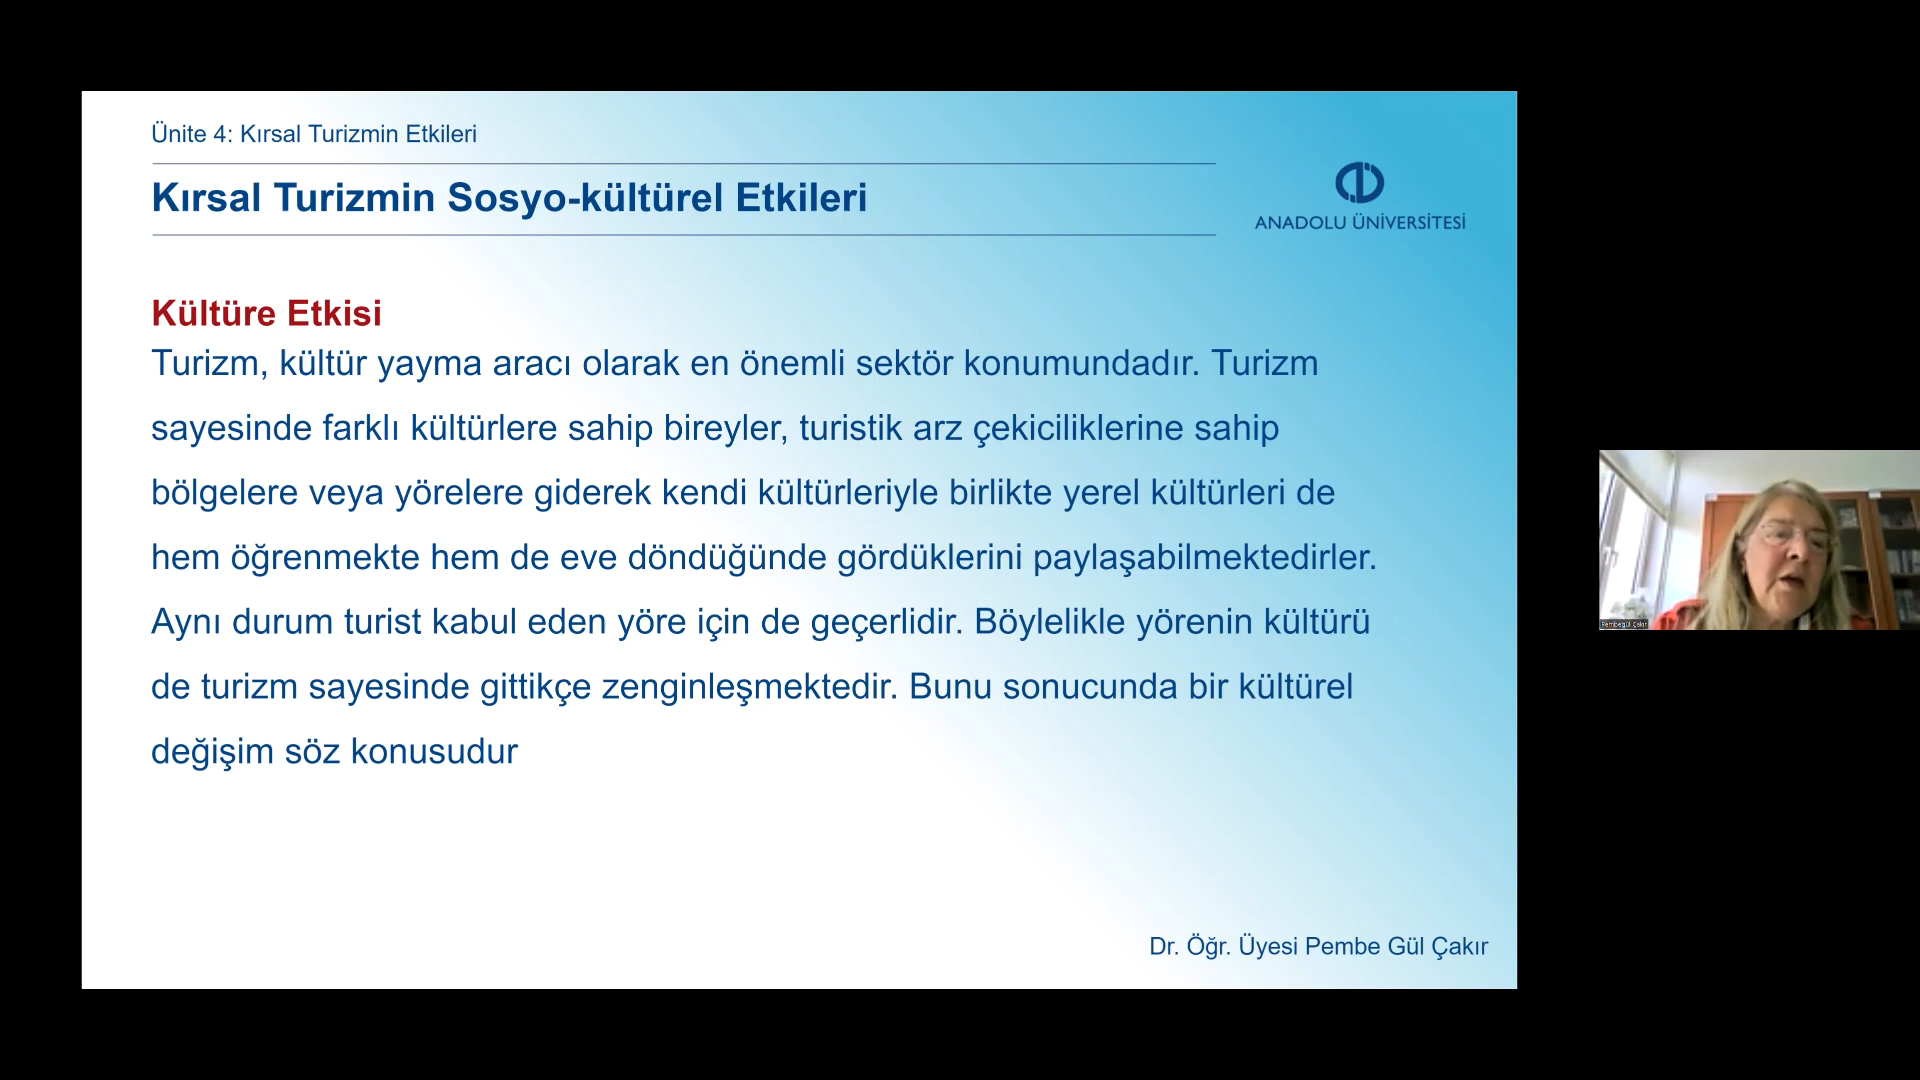 Ünite 4: Kırsal Turizmin Etkileri
Kırsal Turizmin Sosyo-kültürel Etkileri
ANADOLU ÜNİVERSİTESİ
Kültüre Etkisi
Turizm, kültür yayma aracı olarak en önemli sektör konumundadır. Turizm
sayesinde farklı kültürlere sahip bireyler, turistik arz çekiciliklerine sahip
bölgelere veya yörelere giderek kendi kültürleriyle birlikte yerel kültürleri de
hem öğrenmekte hem de eve döndüğünde gördüklerini paylaşabilmektedirler.
Aynı durum turist kabul eden yöre için de geçerlidir. Böylelikle yörenin kültürü
de turizm sayesinde gittikçe zenginleşmektedir. Bunu sonucunda bir kültürel
değişim söz konusudur
Dr. Öğr. Üyesi Pembe Gül Çakır
Pembegül Çakır